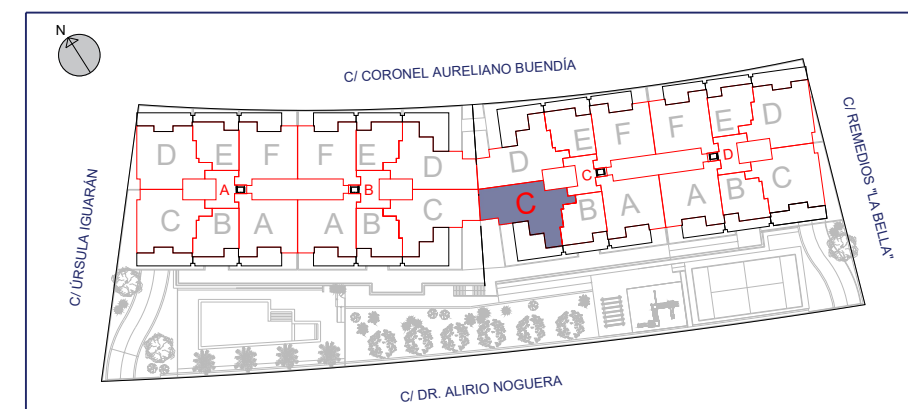 N
C/ CORONEL AURELIANO BUENDÍA
C/ REMEDIOS "LA BELLA"
C/ ÚRSULA IGUARÁN
D E F F E D D E F F E D
A B C D
C B A A B C C B A A B C
C/ DR. ALIRIO NOGUERA